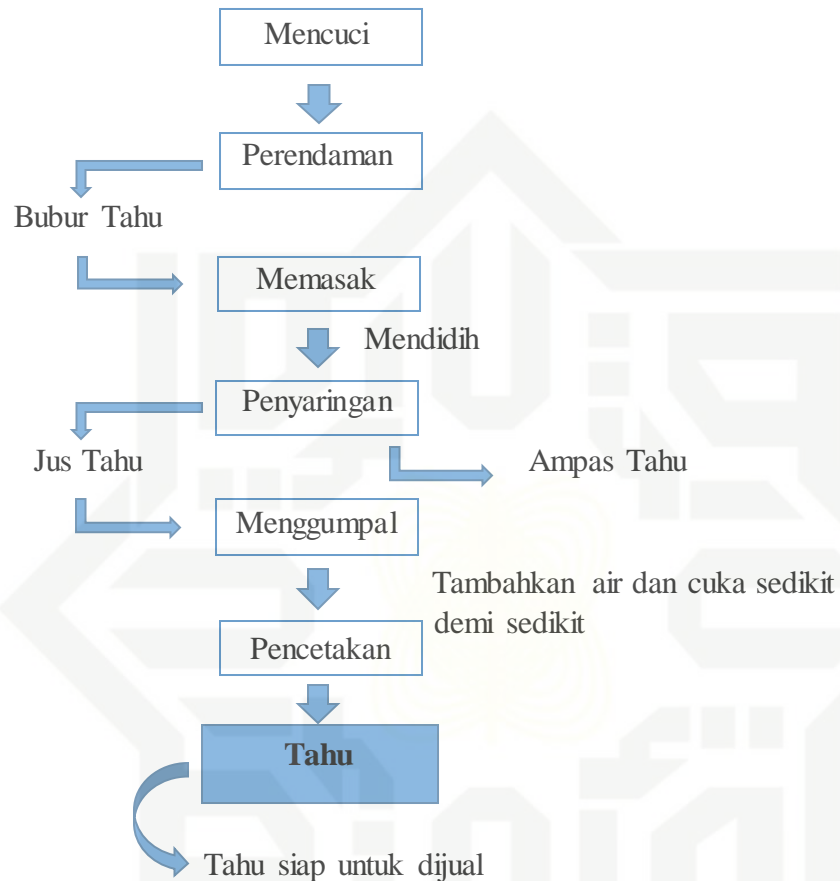 Mencuci
Perendaman
Bubur Tahu
Memasak
Mendidih
Penyaringan
Jus Tahu
Ampas Tahu
Menggumpal
Tambahkan air dan cuka sedikit
demi sedikit
Pencetakan
Tahu
Tahu siap untuk dijual